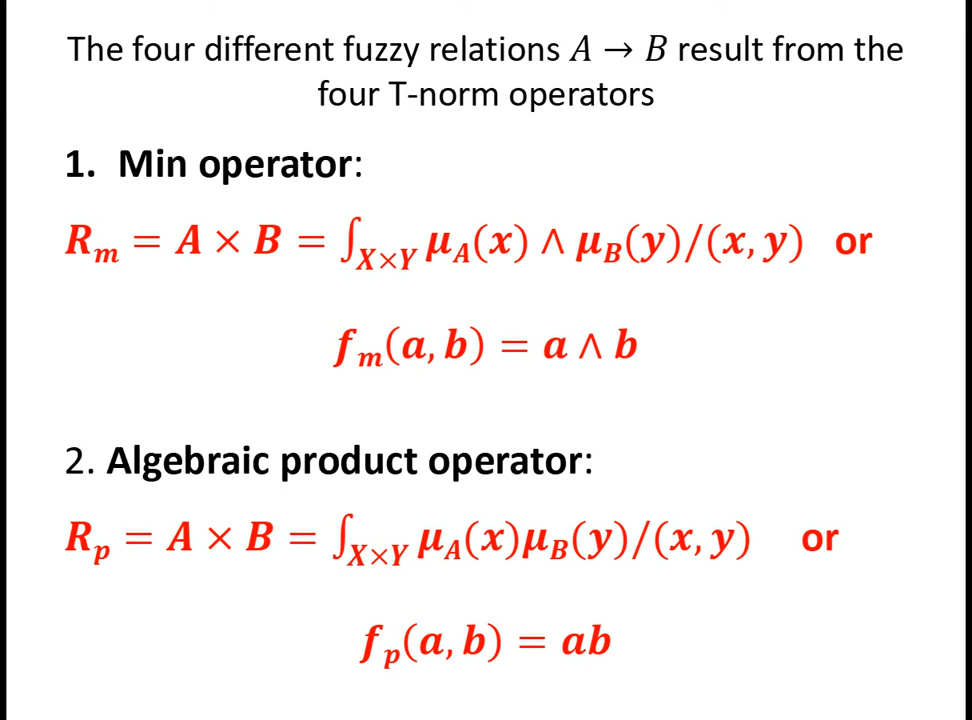 The four different fuzzy relations A → B result from the
four T-norm operators
1. Min operator:
R_m = A × B = ∫_{X×Y} μ_A(x) ∧ μ_B(y)/(x, y) or
f_m(a, b) = a ∧ b
2. Algebraic product operator:
R_p = A × B = ∫_{X×Y} μ_A(x)μ_B(y)/(x, y) or
f_p(a, b) = ab